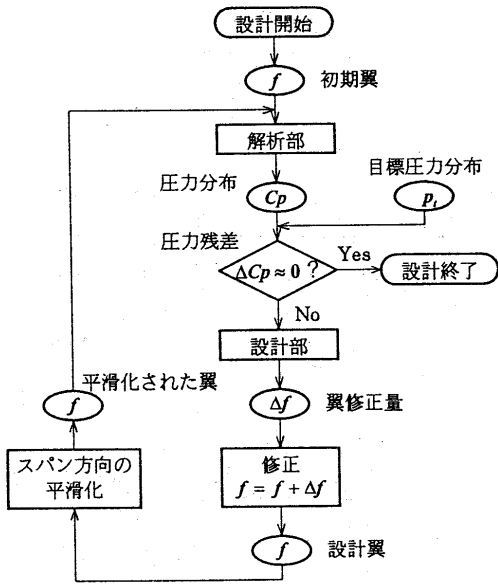 設計開始
f 初期翼
解析部
圧力分布 目標圧力分布
Cp p_t
圧力残差
ΔCp≈0 ? Yes 設計終了
No
設計部
平滑化された翼
f Δf 翼修正量
スパン方向の
平滑化
修正
f = f + Δf
f 設計翼